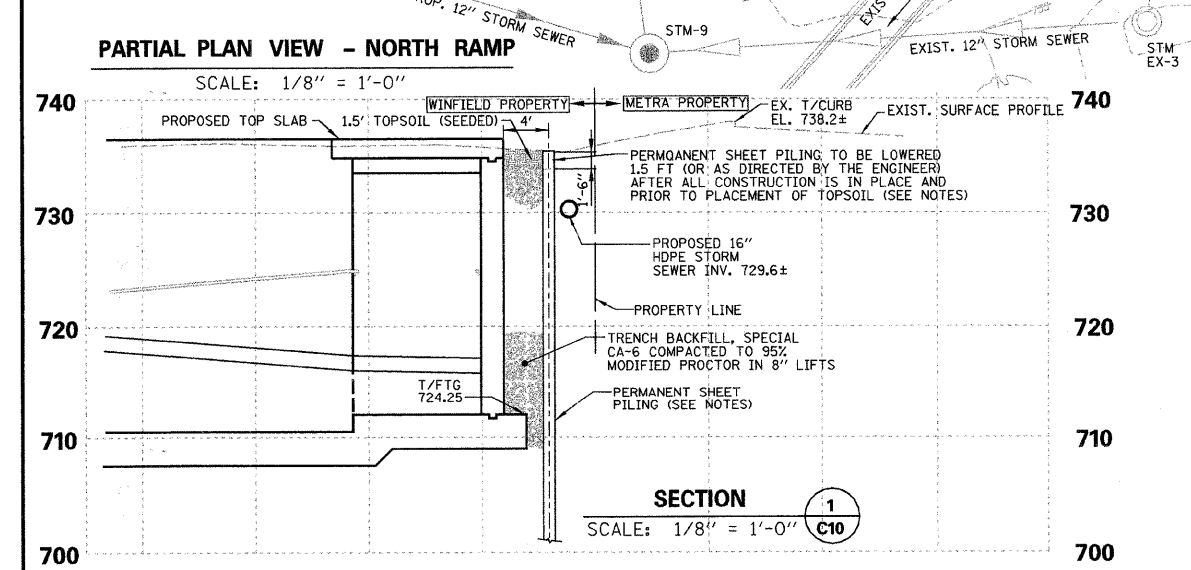 PROP. 12" STORM SEWER
STM-9
EXIST. 12" STORM SEWER
STM
EX-3
PARTIAL PLAN VIEW - NORTH RAMP
SCALE: 1/8" = 1'-0"
740
WINFIELD PROPERTY
METRA PROPERTY
EX. T/CURB
EL. 738.2±
EXIST. SURFACE PROFILE
740
PROPOSED TOP SLAB
1.5' TOPSOIL (SEEDED)
4'
PERMQANENT SHEET PILING TO BE LOWERED
1.5 FT (OR AS DIRECTED BY THE ENGINEER)
AFTER ALL CONSTRUCTION IS IN PLACE AND
PRIOR TO PLACEMENT OF TOPSOIL (SEE NOTES)
1'-6"
730
730
PROPOSED 16"
HDPE STORM
SEWER INV. 729.6±
PROPERTY LINE
720
720
TRENCH BACKFILL, SPECIAL
CA-6 COMPACTED TO 95%
MODIFIED PROCTOR IN 8" LIFTS
T/FTG
724.25
PERMANENT SHEET
PILING (SEE NOTES)
710
710
SECTION
1
C10
SCALE: 1/8" = 1'-0"
700
700